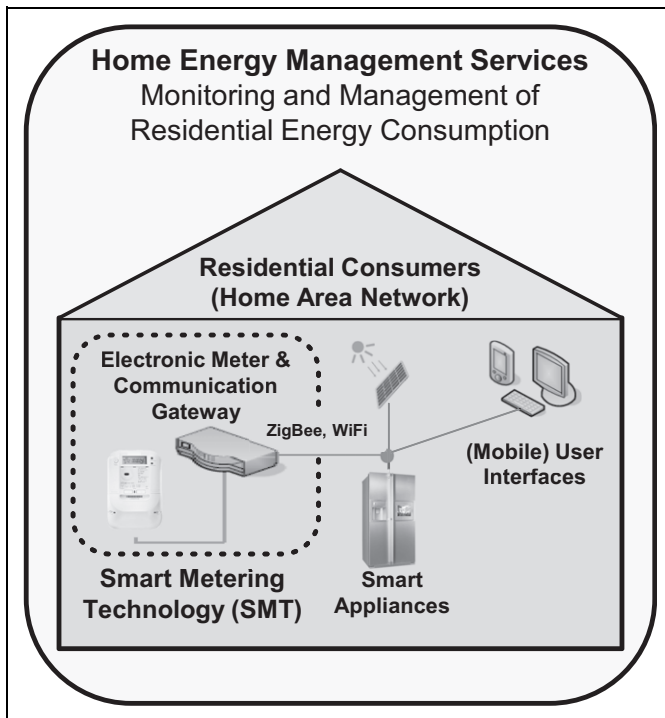 Home Energy Management Services
Monitoring and Management of
Residential Energy Consumption
Residential Consumers
(Home Area Network)
Electronic Meter &
Communication
Gateway
ZigBee, WiFi
(Mobile) User
Interfaces
Smart Metering
Technology (SMT)
Smart
Appliances